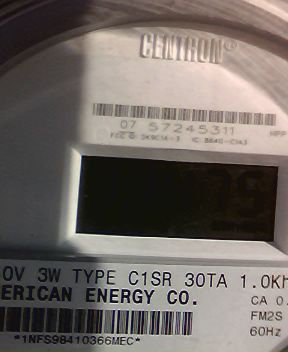 CENTRON®
07 57245311
0V 3W TYPE C1SR 30TA 1.0Kh
ERICAN ENERGY CO.
CA 0.
FM2S
60Hz
*1NFS98410366MEC*